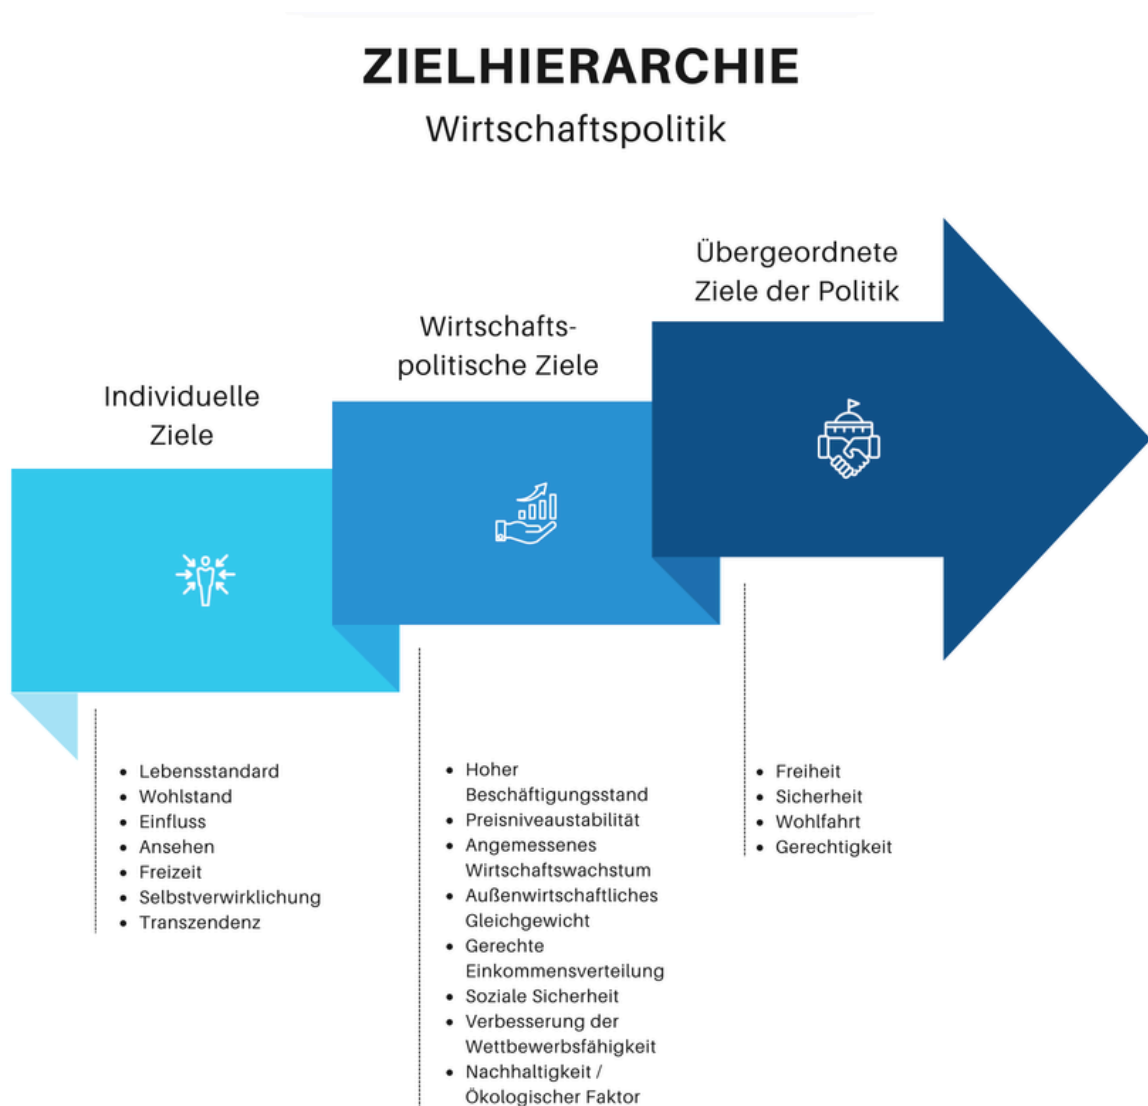 ZIELHIERARCHIE
Wirtschaftspolitik
Individuelle
Ziele
Wirtschafts-
politische Ziele
Übergeordnete
Ziele der Politik
• Lebensstandard
• Wohlstand
• Einfluss
• Ansehen
• Freizeit
• Selbstverwirklichung
• Transzendenz
• Hoher
Beschäftigungsstand
• Preisniveaustabilität
• Angemessenes
Wirtschaftswachstum
• Außenwirtschaftliches
Gleichgewicht
• Gerechte
Einkommensverteilung
• Soziale Sicherheit
• Verbesserung der
Wettbewerbsfähigkeit
• Nachhaltigkeit /
Ökologischer Faktor
• Freiheit
• Sicherheit
• Wohlfahrt
• Gerechtigkeit